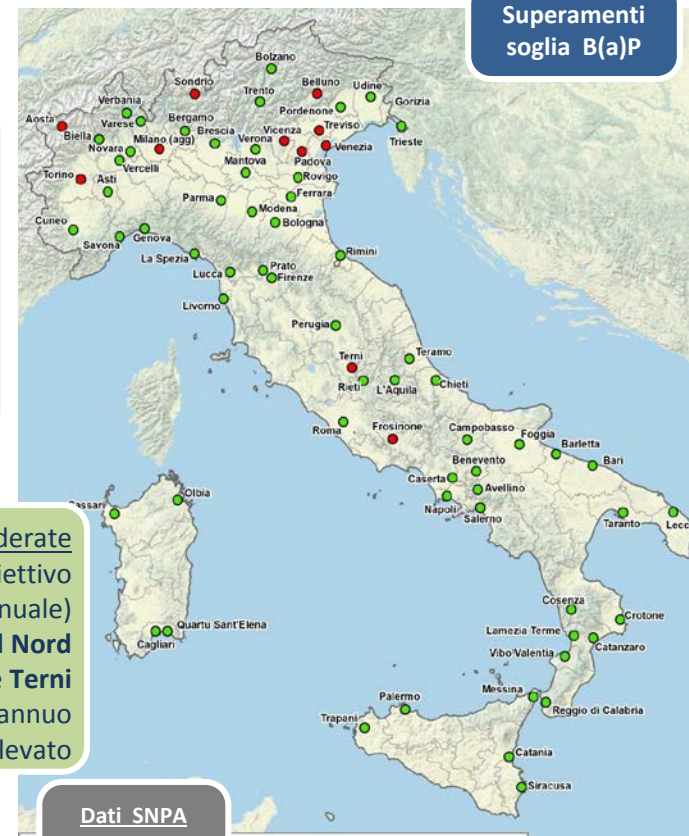 Superamenti
soglia B(a)P
Bolzano
Sondrio
Belluno
Udine
Verbania
Trento
Pordenone
Gorizia
Aosta
Varese
Bergamo
Treviso
Biella
Milano (agg)
Brescia
Verona
Vicenza
Trieste
Novara
Venezia
Vercelli
Mantova
Padova
Torino
Asti
Rovigo
Parma
Ferrara
Modena
Cuneo
Bologna
Savona
Genova
La Spezia
Rimini
Lucca
Prato
Firenze
Livorno
Perugia
Terni
Teramo
Rieti
L'Aquila
Chieti
Roma
Frosinone
Campobasso
Foggia
Barletta
Benevento
Bari
Caserta
Avellino
Napoli
Salerno
Taranto
Lecc
Sassari
Olbia
derate
iettivo
nuale)
l Nord
e Terni
annuo
levato
Quartu Sant'Elena
Cagliari
Cosenza
Crotone
Lamezia Terme
Catanzaro
Vibo Valentia
Messina
Palermo
Reggio di Calabria
Trapani
Catania
Siracusa
Dati SNPA